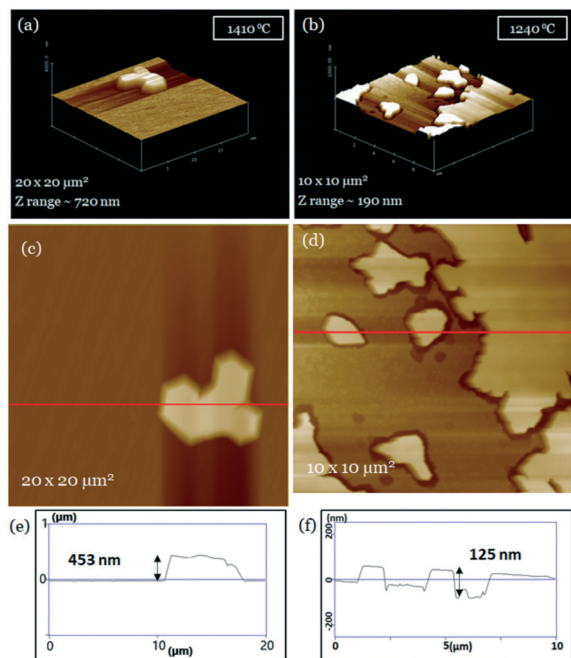 (a)
1410 ⁰C
20 x 20 µm²
Z range ~ 720 nm
(b)
1240 ⁰C
10 x 10 µm²
Z range ~ 190 nm
(c)
20 x 20 µm²
(d)
10 x 10 µm²
(e)
(µm)
1
453 nm
0
0
10
20
(µm)
(f)
(nm)
200
125 nm
0
-200
0
5(µm)
10